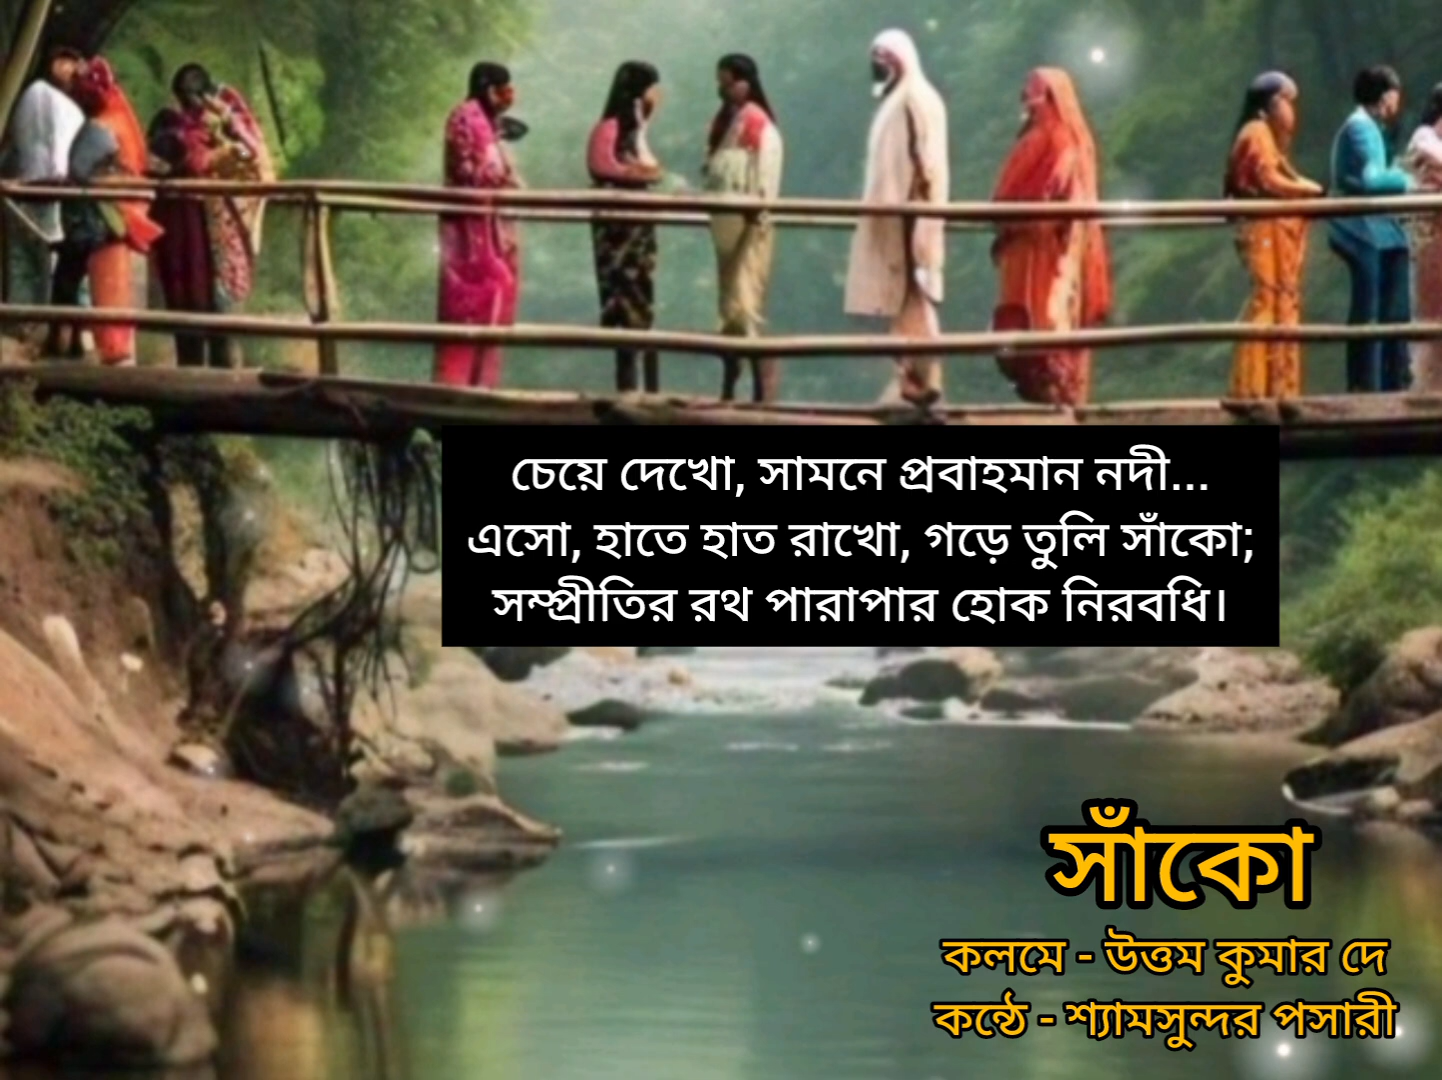 চেয়ে দেখো, সামনে প্রবাহমান নদী...
এসো, হাতে হাত রাখো, গড়ে তুলি সাঁকো;
সম্প্রীতির রথ পারাপার হোক নিরবধি।
সাঁকো
কলমে - উত্তম কুমার দে
কন্ঠে - শ্যামসুন্দর পসারী